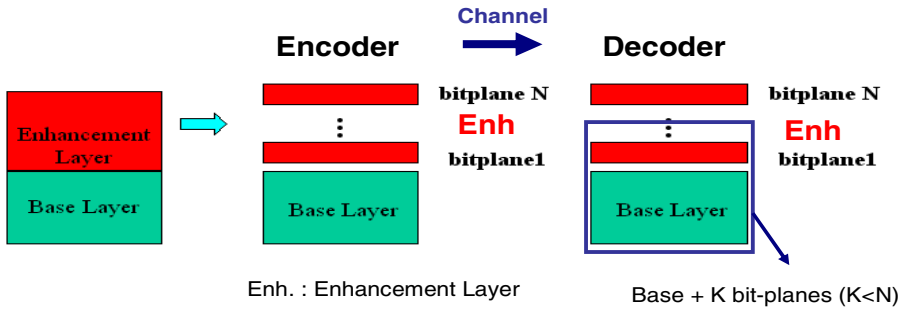 Channel
Encoder
Decoder
Enhancement
Layer
Base Layer
bitplane N
⋮
Enh
bitplane1
Base Layer
bitplane N
⋮
Enh
bitplane1
Base Layer
Enh. : Enhancement Layer
Base + K bit-planes (K<N)